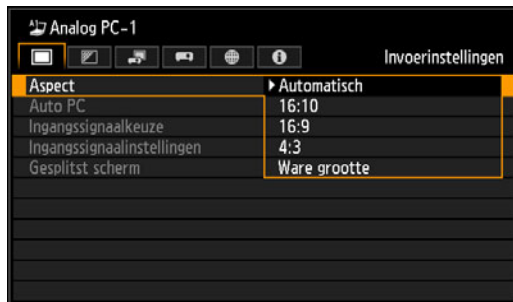 Analog PC-1
Invoerinstellingen
Aspect
Automatisch
Auto PC
16:10
Ingangssignaalkeuze
16:9
Ingangssignaalinstellingen
4:3
Gesplitst scherm
Ware grootte